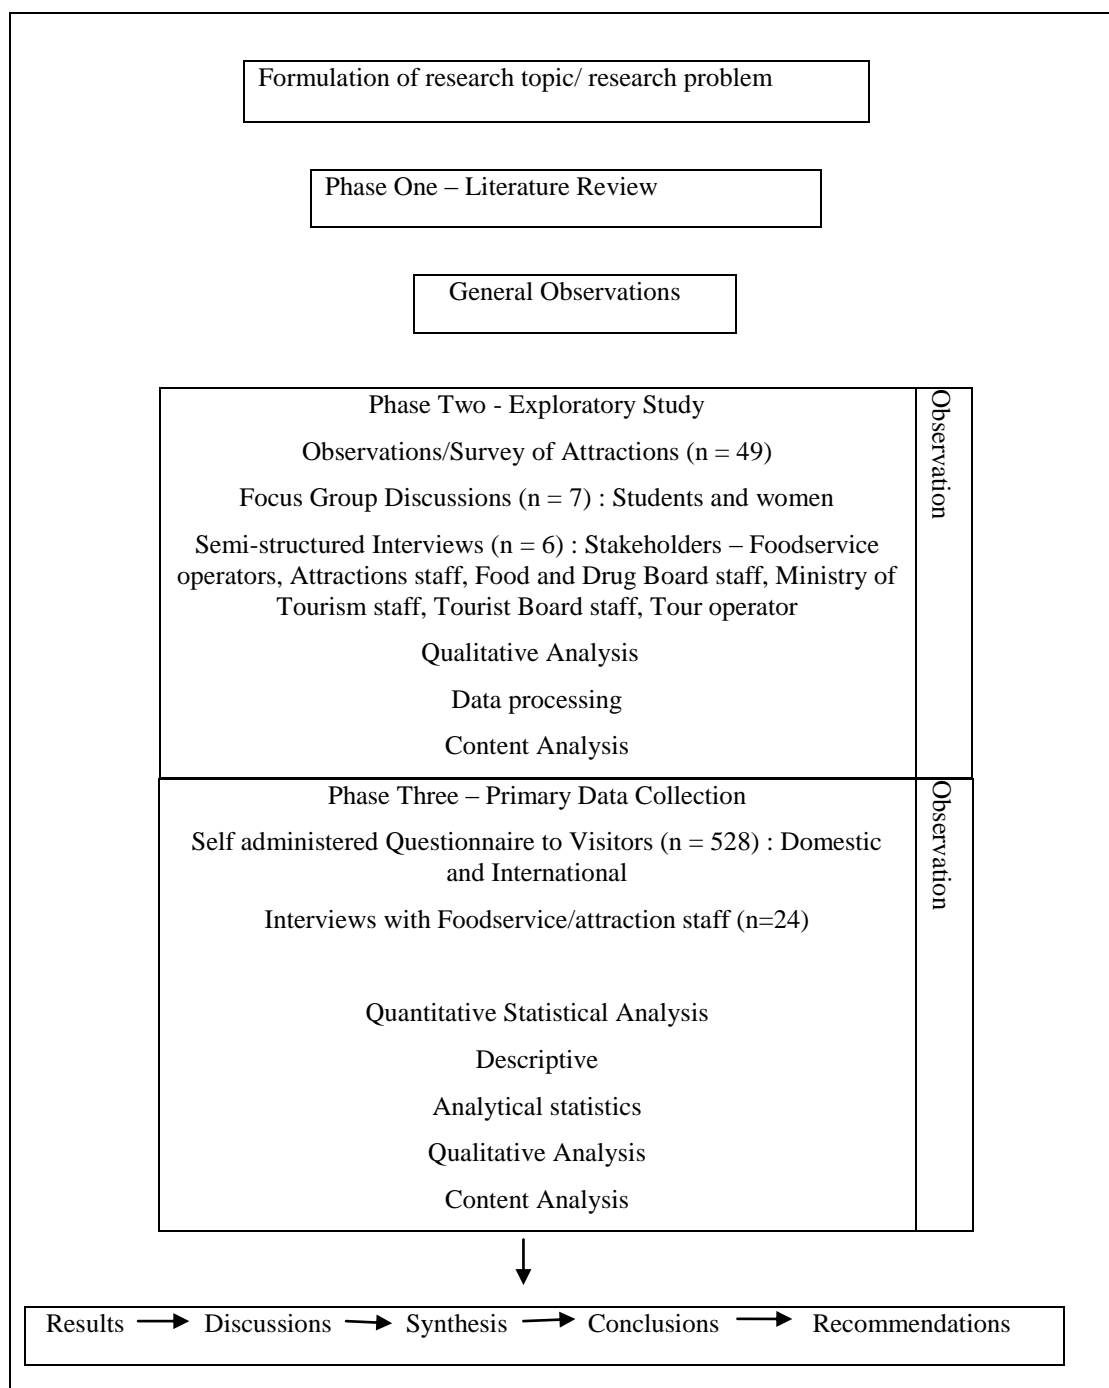 Formulation of research topic/ research problem
Phase One – Literature Review
General Observations
Phase Two - Exploratory Study
Observations/Survey of Attractions (n = 49)
Focus Group Discussions (n = 7) : Students and women
Semi-structured Interviews (n = 6) : Stakeholders – Foodservice
operators, Attractions staff, Food and Drug Board staff, Ministry of
Tourism staff, Tourist Board staff, Tour operator
Qualitative Analysis
Data processing
Content Analysis
Observation
Phase Three – Primary Data Collection
Self administered Questionnaire to Visitors (n = 528) : Domestic
and International
Interviews with Foodservice/attraction staff (n=24)
Quantitative Statistical Analysis
Descriptive
Analytical statistics
Qualitative Analysis
Content Analysis
Observation
Results → Discussions → Synthesis → Conclusions → Recommendations